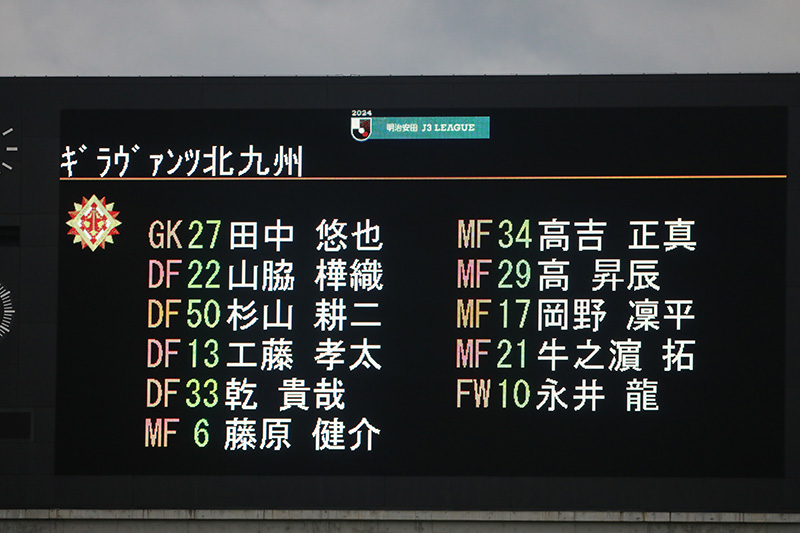 2024
明治安田 J3 LEAGUE
ｷﾞﾗｳﾞｧﾝﾂ北九州
GK 27 田中 悠也
DF 22 山脇 樺織
DF 50 杉山 耕二
DF 13 工藤 孝太
DF 33 乾 貴哉
MF 6 藤原 健介
MF 34 高吉 正真
MF 29 高 昇辰
MF 17 岡野 凜平
MF 21 牛之濵 拓
FW 10 永井 龍